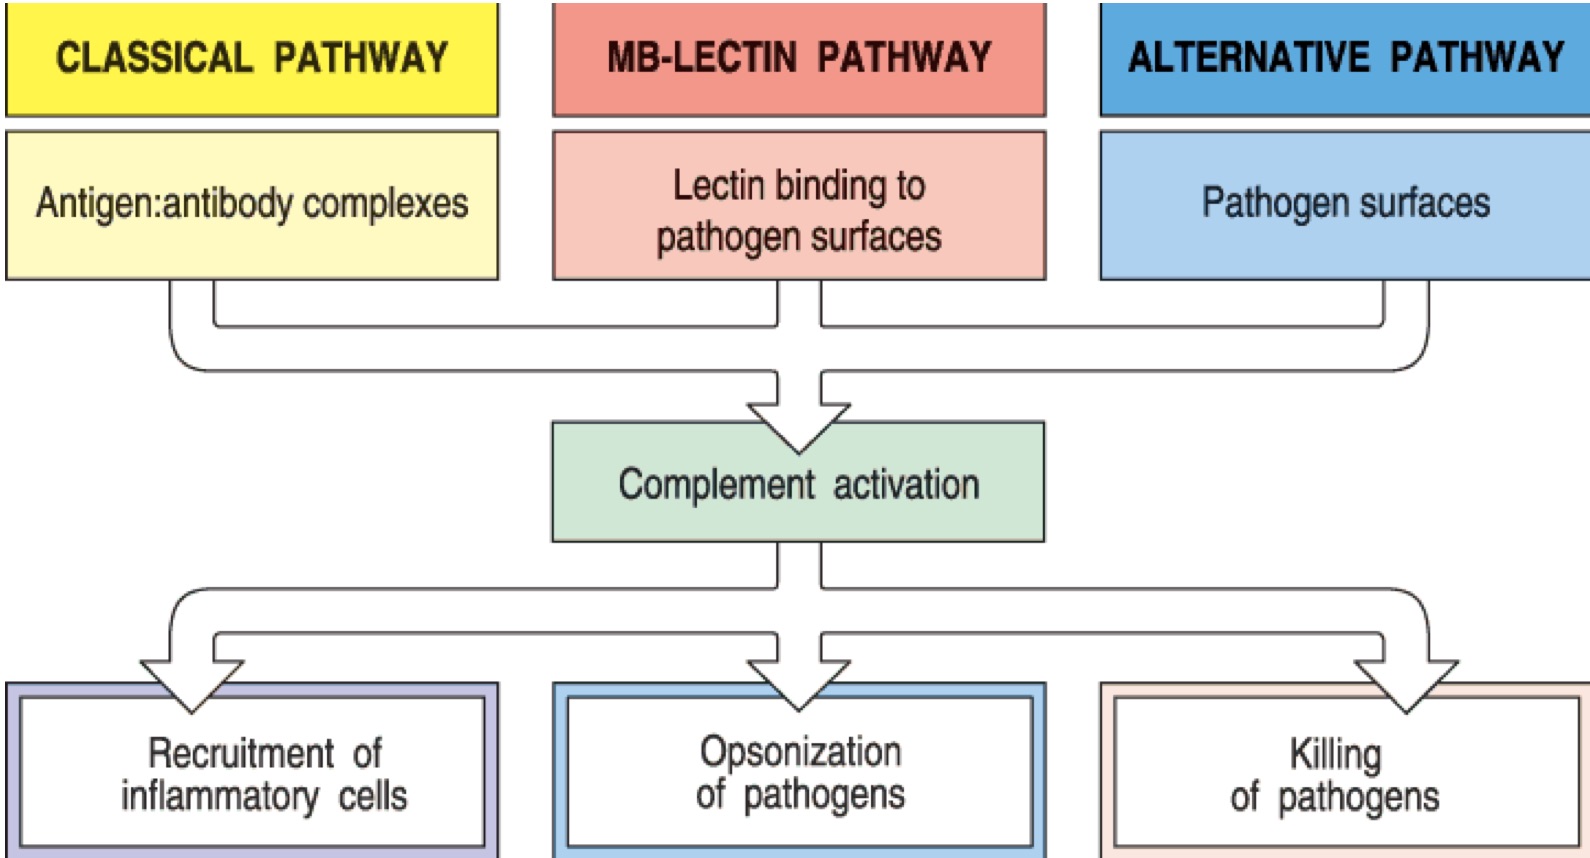 CLASSICAL PATHWAY
MB-LECTIN PATHWAY
ALTERNATIVE PATHWAY
Antigen:antibody complexes
Lectin binding to
pathogen surfaces
Pathogen surfaces
Complement activation
Recruitment of
inflammatory cells
Opsonization
of pathogens
Killing
of pathogens